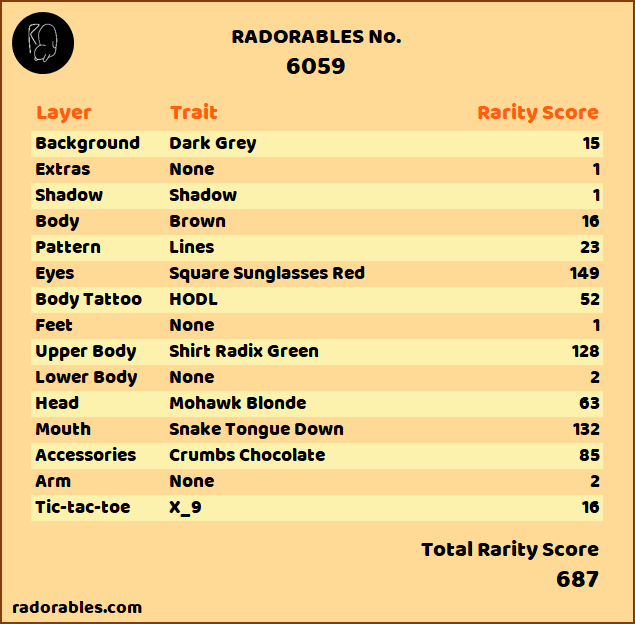 RADORABLES No.
6059
Layer Trait Rarity Score
Background Dark Grey 15
Extras None 1
Shadow Shadow 1
Body Brown 16
Pattern Lines 23
Eyes Square Sunglasses Red 149
Body Tattoo HODL 52
Feet None 1
Upper Body Shirt Radix Green 128
Lower Body None 2
Head Mohawk Blonde 63
Mouth Snake Tongue Down 132
Accessories Crumbs Chocolate 85
Arm None 2
Tic-tac-toe X_9 16
Total Rarity Score
687
radorables.com